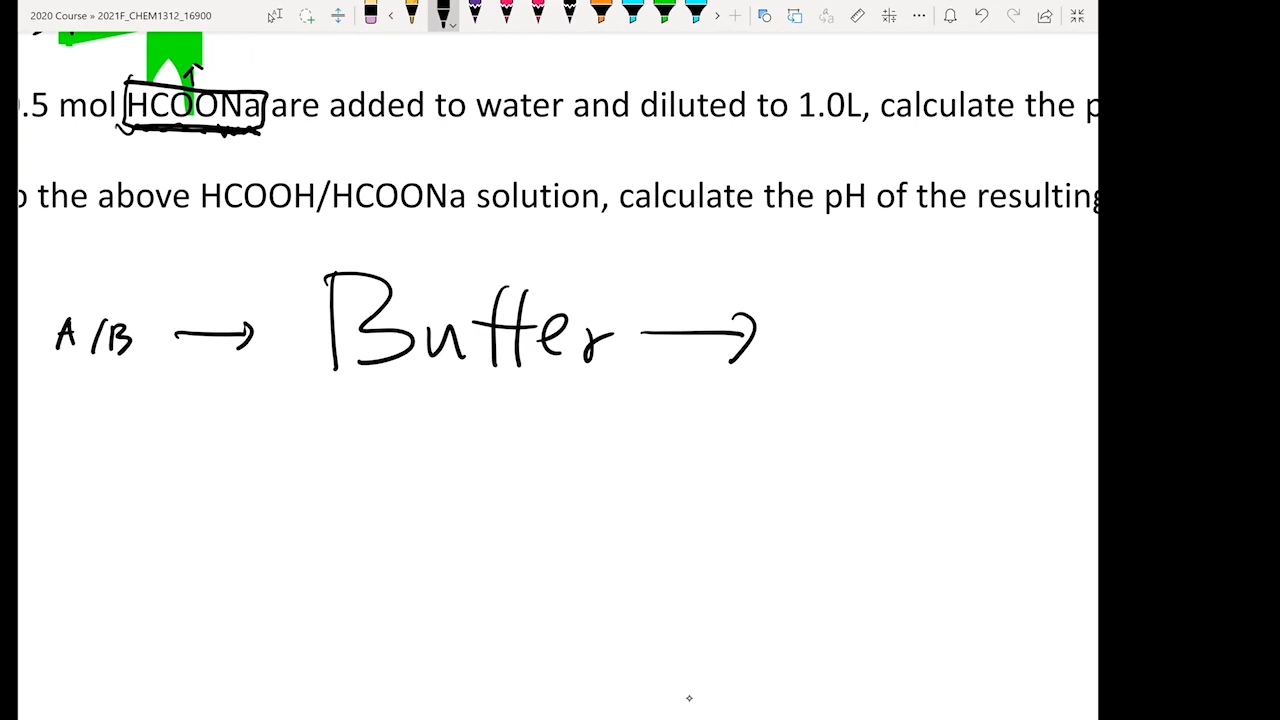 2020 Course » 2021F_CHEM1312_16900
.5 mol HCOONa are added to water and diluted to 1.0L, calculate the p
the above HCOOH/HCOONa solution, calculate the pH of the resulting
A/B → Buffer →